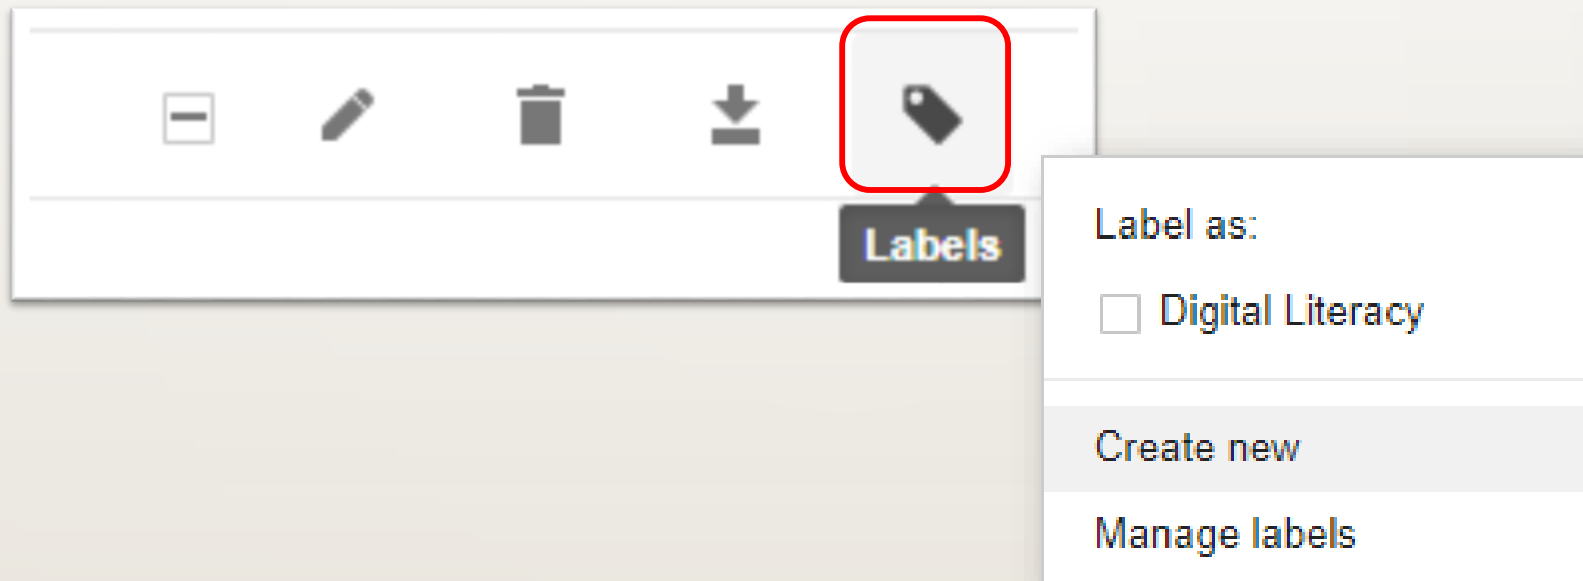 Labels
Label as:
Digital Literacy
Create new
Manage labels